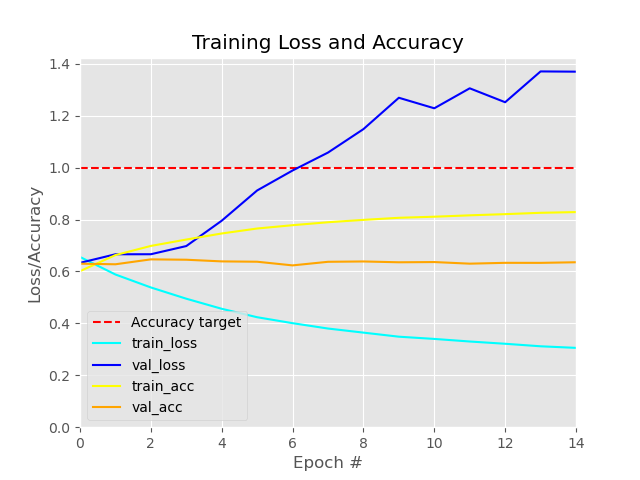 Training Loss and Accuracy
1.4
1.2
1.0
0.8
0.6
0.4
0.2
0.0
Loss/Accuracy
Accuracy target
train_loss
val_loss
train_acc
val_acc
0 2 4 6 8 10 12 14
Epoch #